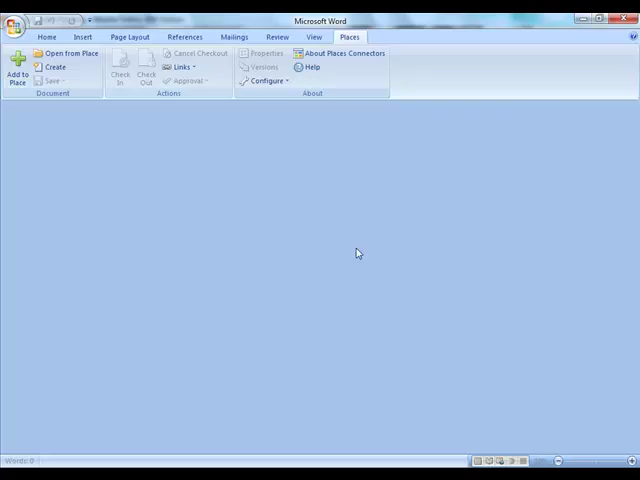 Microsoft Word
Home Insert Page Layout References Mailings Review View Places
Add to Place
Open from Place
Create
Save
Document
Check In
Check Out
Cancel Checkout
Links
Approval
Actions
Properties
Versions
Configure
About Places Connectors
Help
About
Words: 0